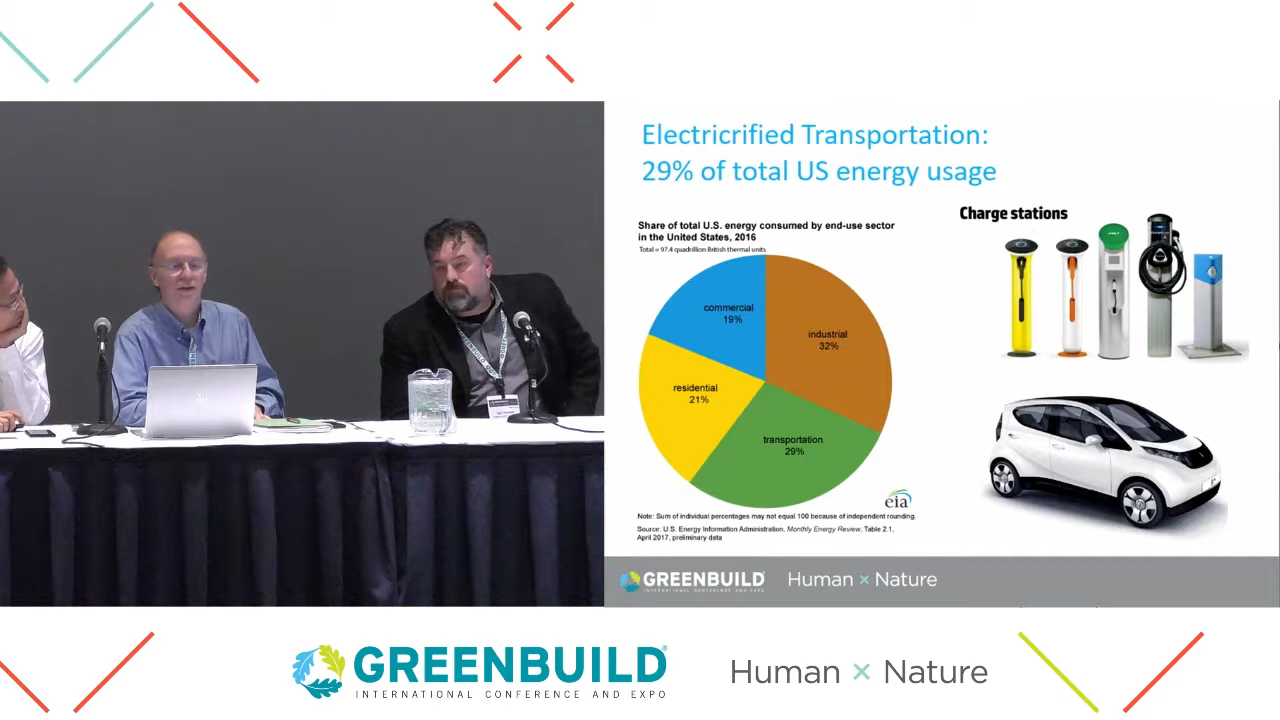 Electricrified Transportation:
29% of total US energy usage
Charge stations
Share of total U.S. energy consumed by end-use sector
in the United States, 2016
Total = 97.4 quadrillion British thermal units
commercial
19%
industrial
32%
residential
21%
transportation
29%
eia
Note: Sum of individual percentages may not equal 100 because of independent rounding.
Source: U.S. Energy Information Administration, Monthly Energy Review, Table 2.1,
April 2017, preliminary data
GREENBUILD
INTERNATIONAL CONFERENCE AND EXPO
Human × Nature
GREENBUILD®
INTERNATIONAL CONFERENCE AND EXPO
Human × Nature